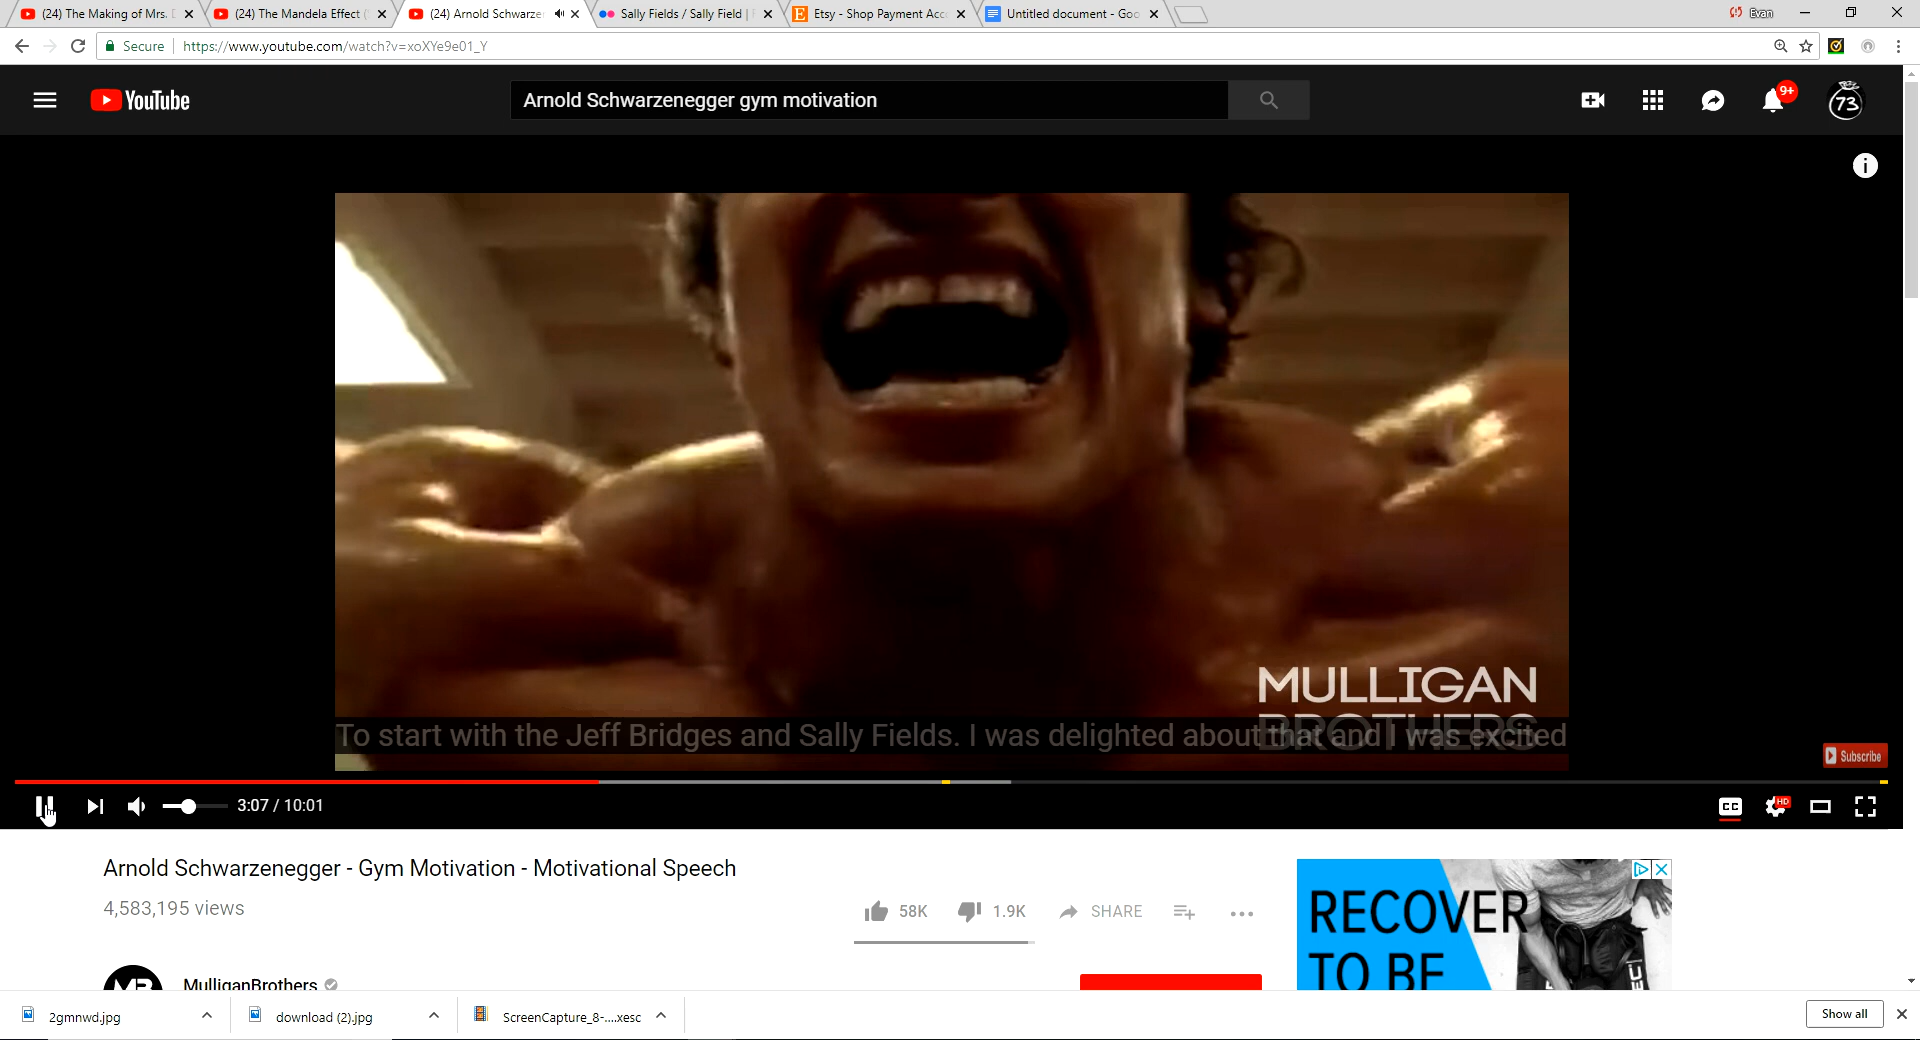 (24) The Making of Mrs.
(24) The Mandela Effect (
(24) Arnold Schwarze
Sally Fields / Sally Field |
Etsy - Shop Payment Acc
Untitled document - Goo
Evan
Secure
https://www.youtube.com/watch?v=xoXYe9e01_Y
YouTube
Arnold Schwarzenegger gym motivation
9+
73
MULLIGAN
BROTHERS
To start with the Jeff Bridges and Sally Fields. I was delighted about that and I was excited
Subscribe
3:07 / 10:01
CC
HD
Arnold Schwarzenegger - Gym Motivation - Motivational Speech
4,583,195 views
58K
1.9K
SHARE
RECOVER
TO BE
MulliganBrothers
2gmnwd.jpg
download (2).jpg
ScreenCapture_8-....xesc
Show all